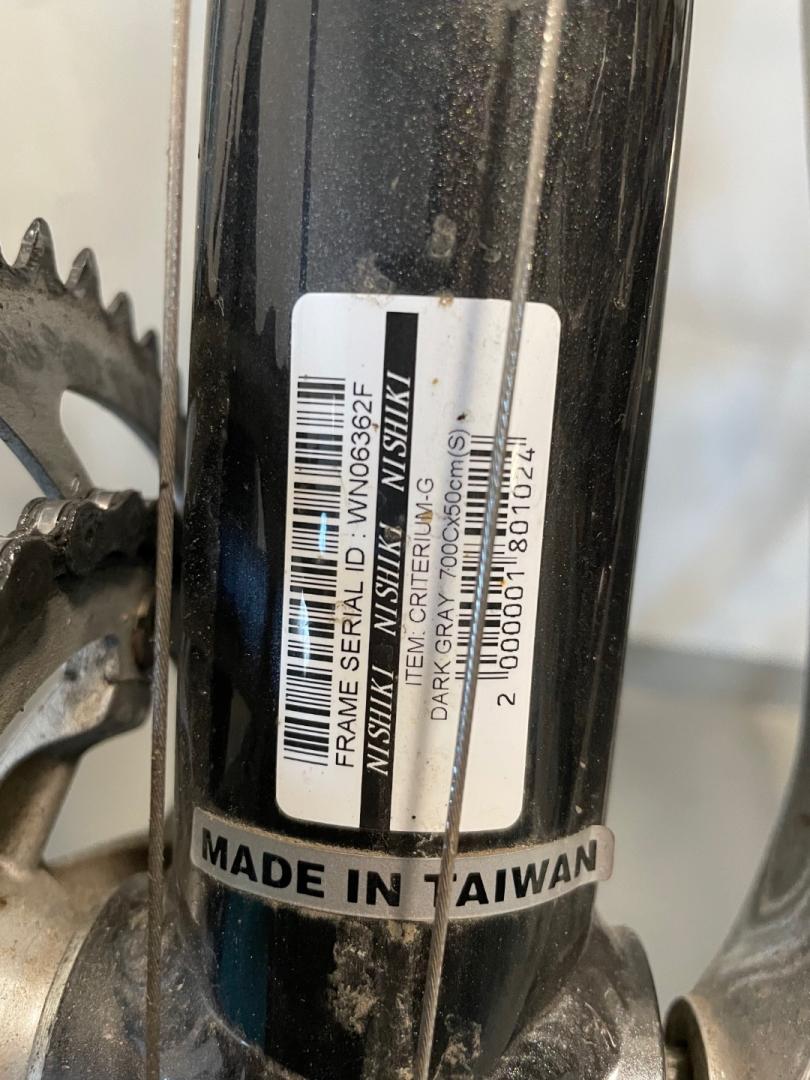 FRAME SERIAL ID : WN06362F
NISHIKI NISHIKI NISHIKI
ITEM: CRITERIUM-G
DARK GRAY 700Cx50cm(S)
2 000001 801024
MADE IN TAIWAN